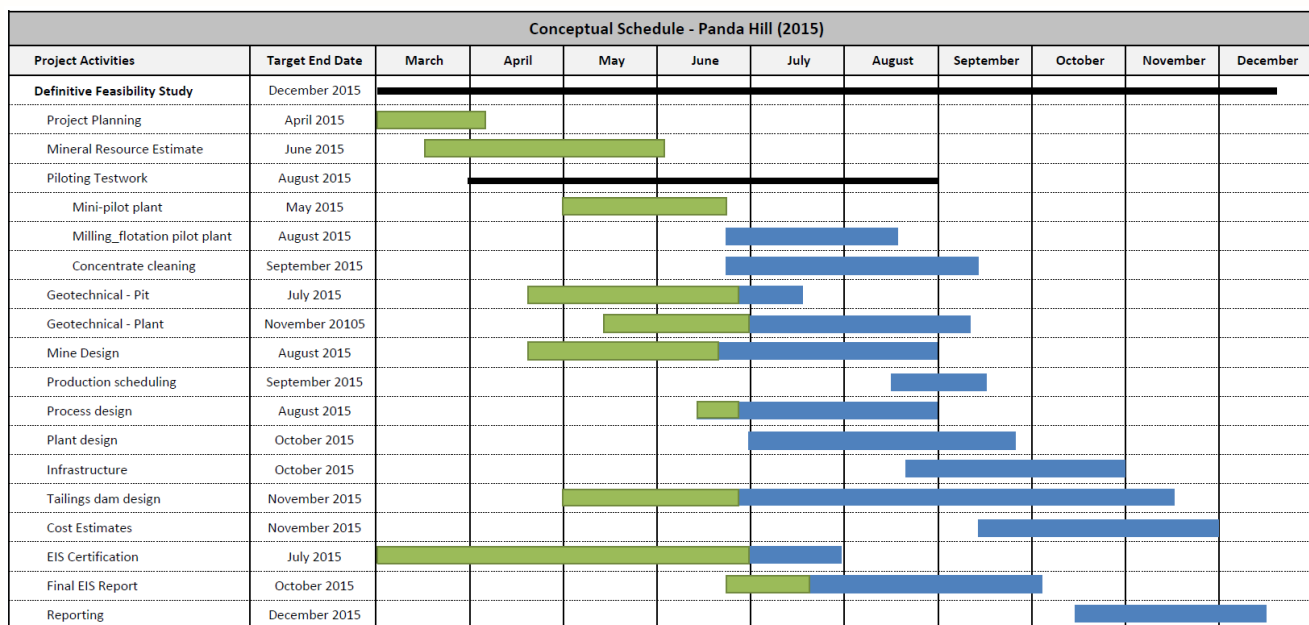 Conceptual Schedule - Panda Hill (2015)
Project Activities Target End Date March April May June July August September October November December
Definitive Feasibility Study December 2015
Project Planning April 2015
Mineral Resource Estimate June 2015
Piloting Testwork August 2015
Mini-pilot plant May 2015
Milling_flotation pilot plant August 2015
Concentrate cleaning September 2015
Geotechnical - Pit July 2015
Geotechnical - Plant November 20105
Mine Design August 2015
Production scheduling September 2015
Process design August 2015
Plant design October 2015
Infrastructure October 2015
Tailings dam design November 2015
Cost Estimates November 2015
EIS Certification July 2015
Final EIS Report October 2015
Reporting December 2015